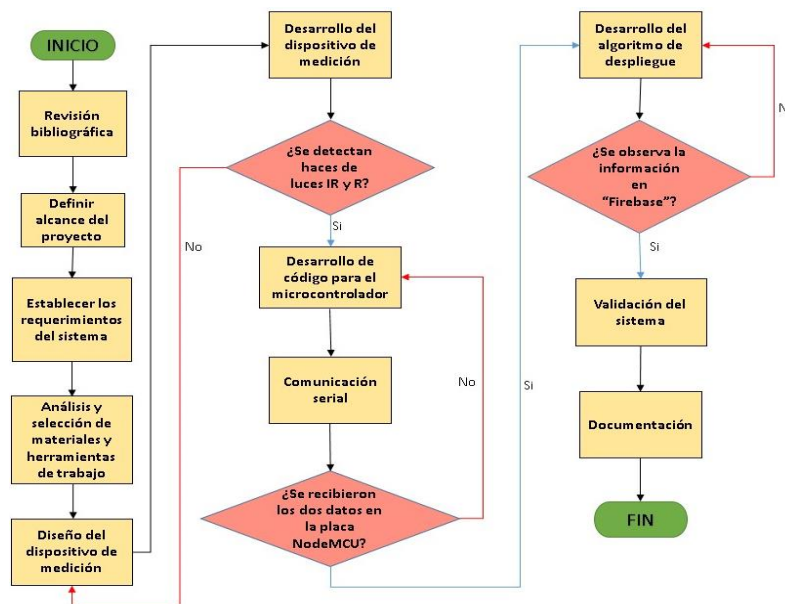 INICIO
Revisión
bibliográfica
Definir
alcance del
proyecto
Establecer los
requerimientos
del sistema
Análisis y
selección de
materiales y
herramientas
de trabajo
Diseño del
dispositivo de
medición
Desarrollo del
dispositivo de
medición
¿Se detectan
haces de
luces IR y R?
No
Si
Desarrollo de
código para el
microcontrolador
Comunicación
serial
No
¿Se recibieron
los dos datos en
la placa
NodeMCU?
Si
Desarrollo del
algoritmo de
despliegue
¿Se observa la
información
en
“Firebase”?
Si
Validación del
sistema
Documentación
FIN